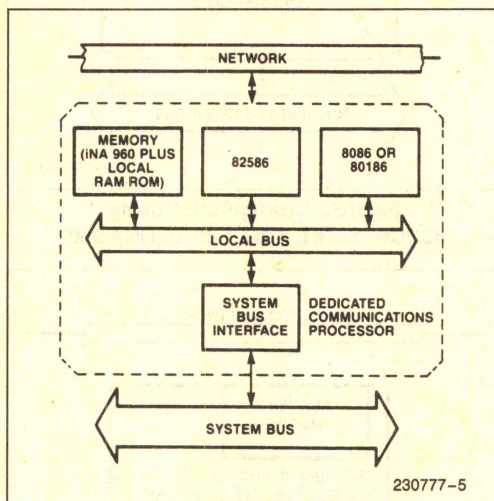 NETWORK
MEMORY
(iNA 960 PLUS
LOCAL
RAM ROM)
82586
8086 OR
80186
LOCAL BUS
SYSTEM
BUS
INTERFACE
DEDICATED
COMMUNICATIONS
PROCESSOR
SYSTEM BUS
230777-5